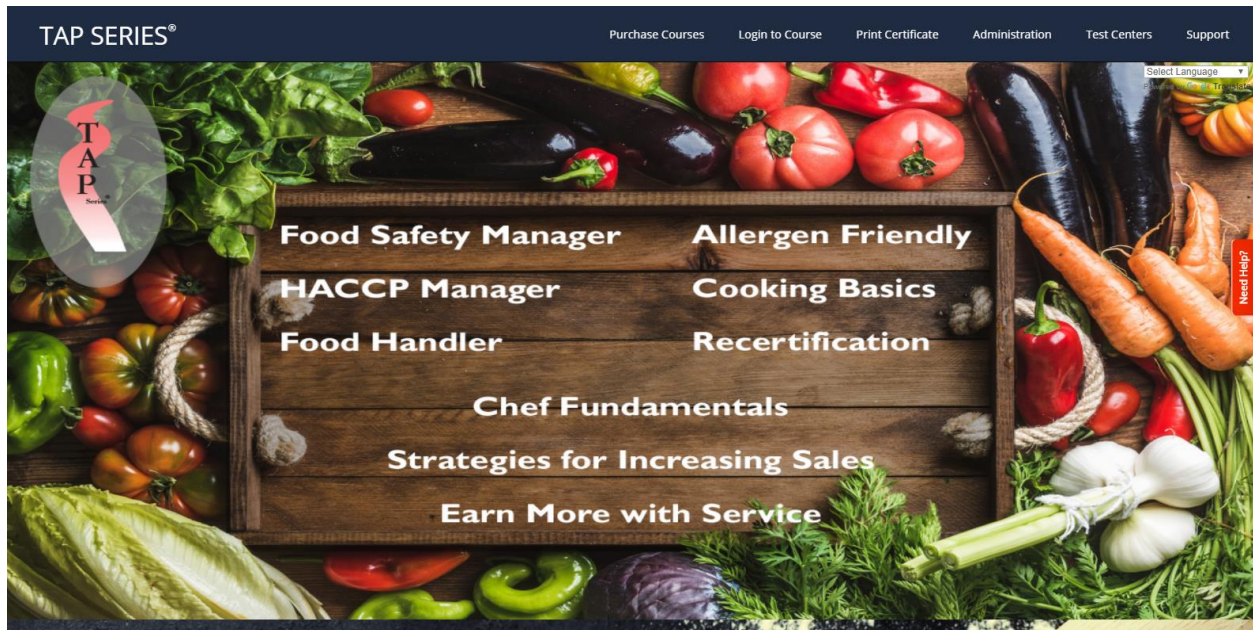 TAP SERIES®
Purchase Courses Login to Course Print Certificate Administration Test Centers Support
Select Language
T
A
P
Series®
Food Safety Manager Allergen Friendly
HACCP Manager Cooking Basics
Food Handler Recertification
Chef Fundamentals
Strategies for Increasing Sales
Earn More with Service
Need Help?